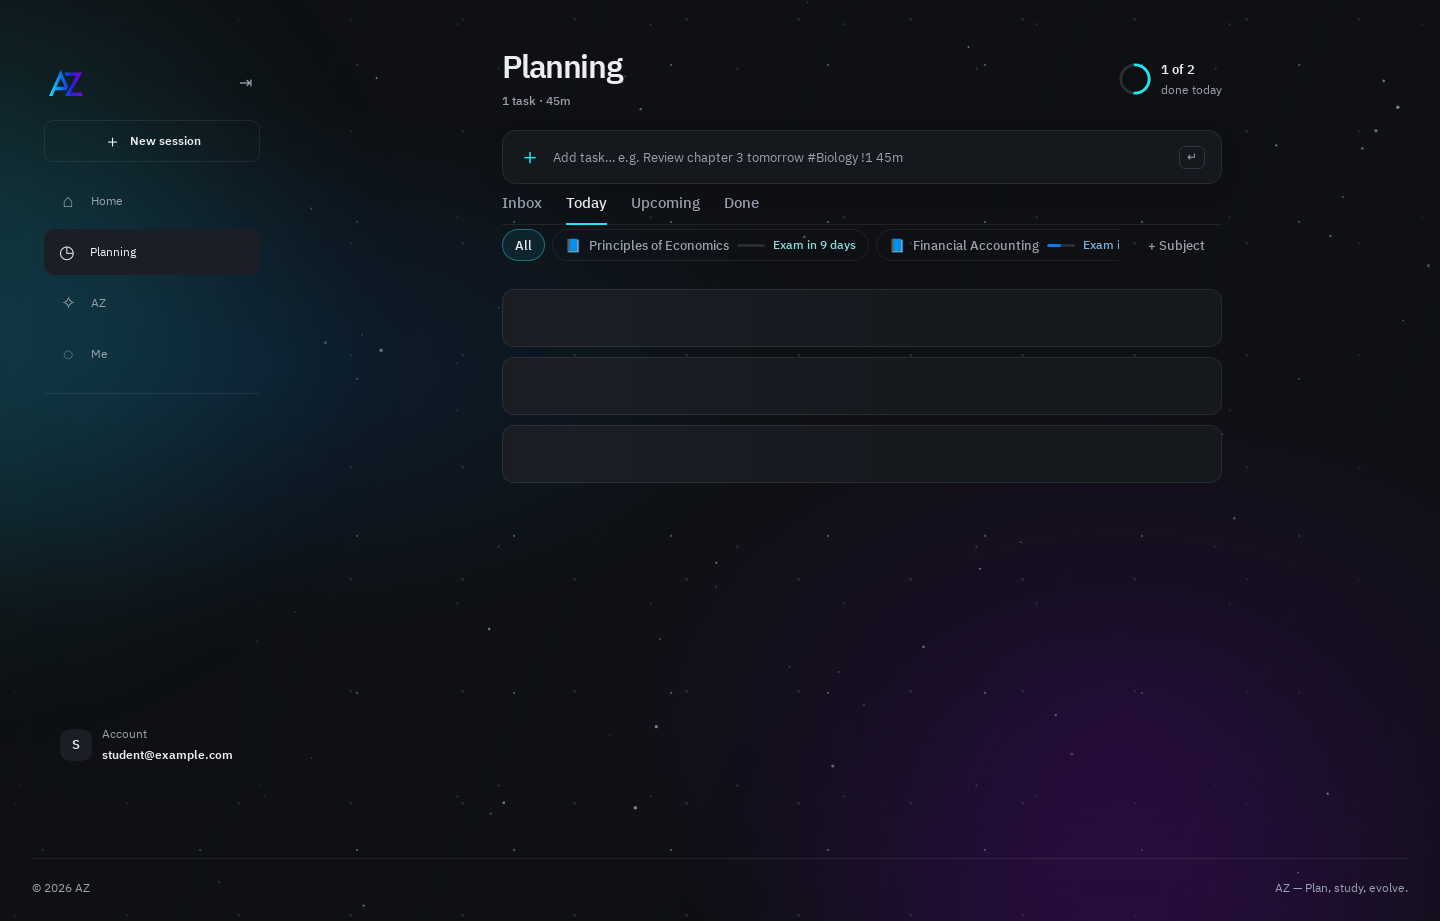 AZ
+ New session
Home
Planning
AZ
Me
Account
S
student@example.com
Planning
1 task · 45m
1 of 2
done today
+ Add task... e.g. Review chapter 3 tomorrow #Biology !1 45m
Inbox Today Upcoming Done
All Principles of Economics Exam in 9 days Financial Accounting Exam i + Subject
© 2026 AZ
AZ — Plan, study, evolve.